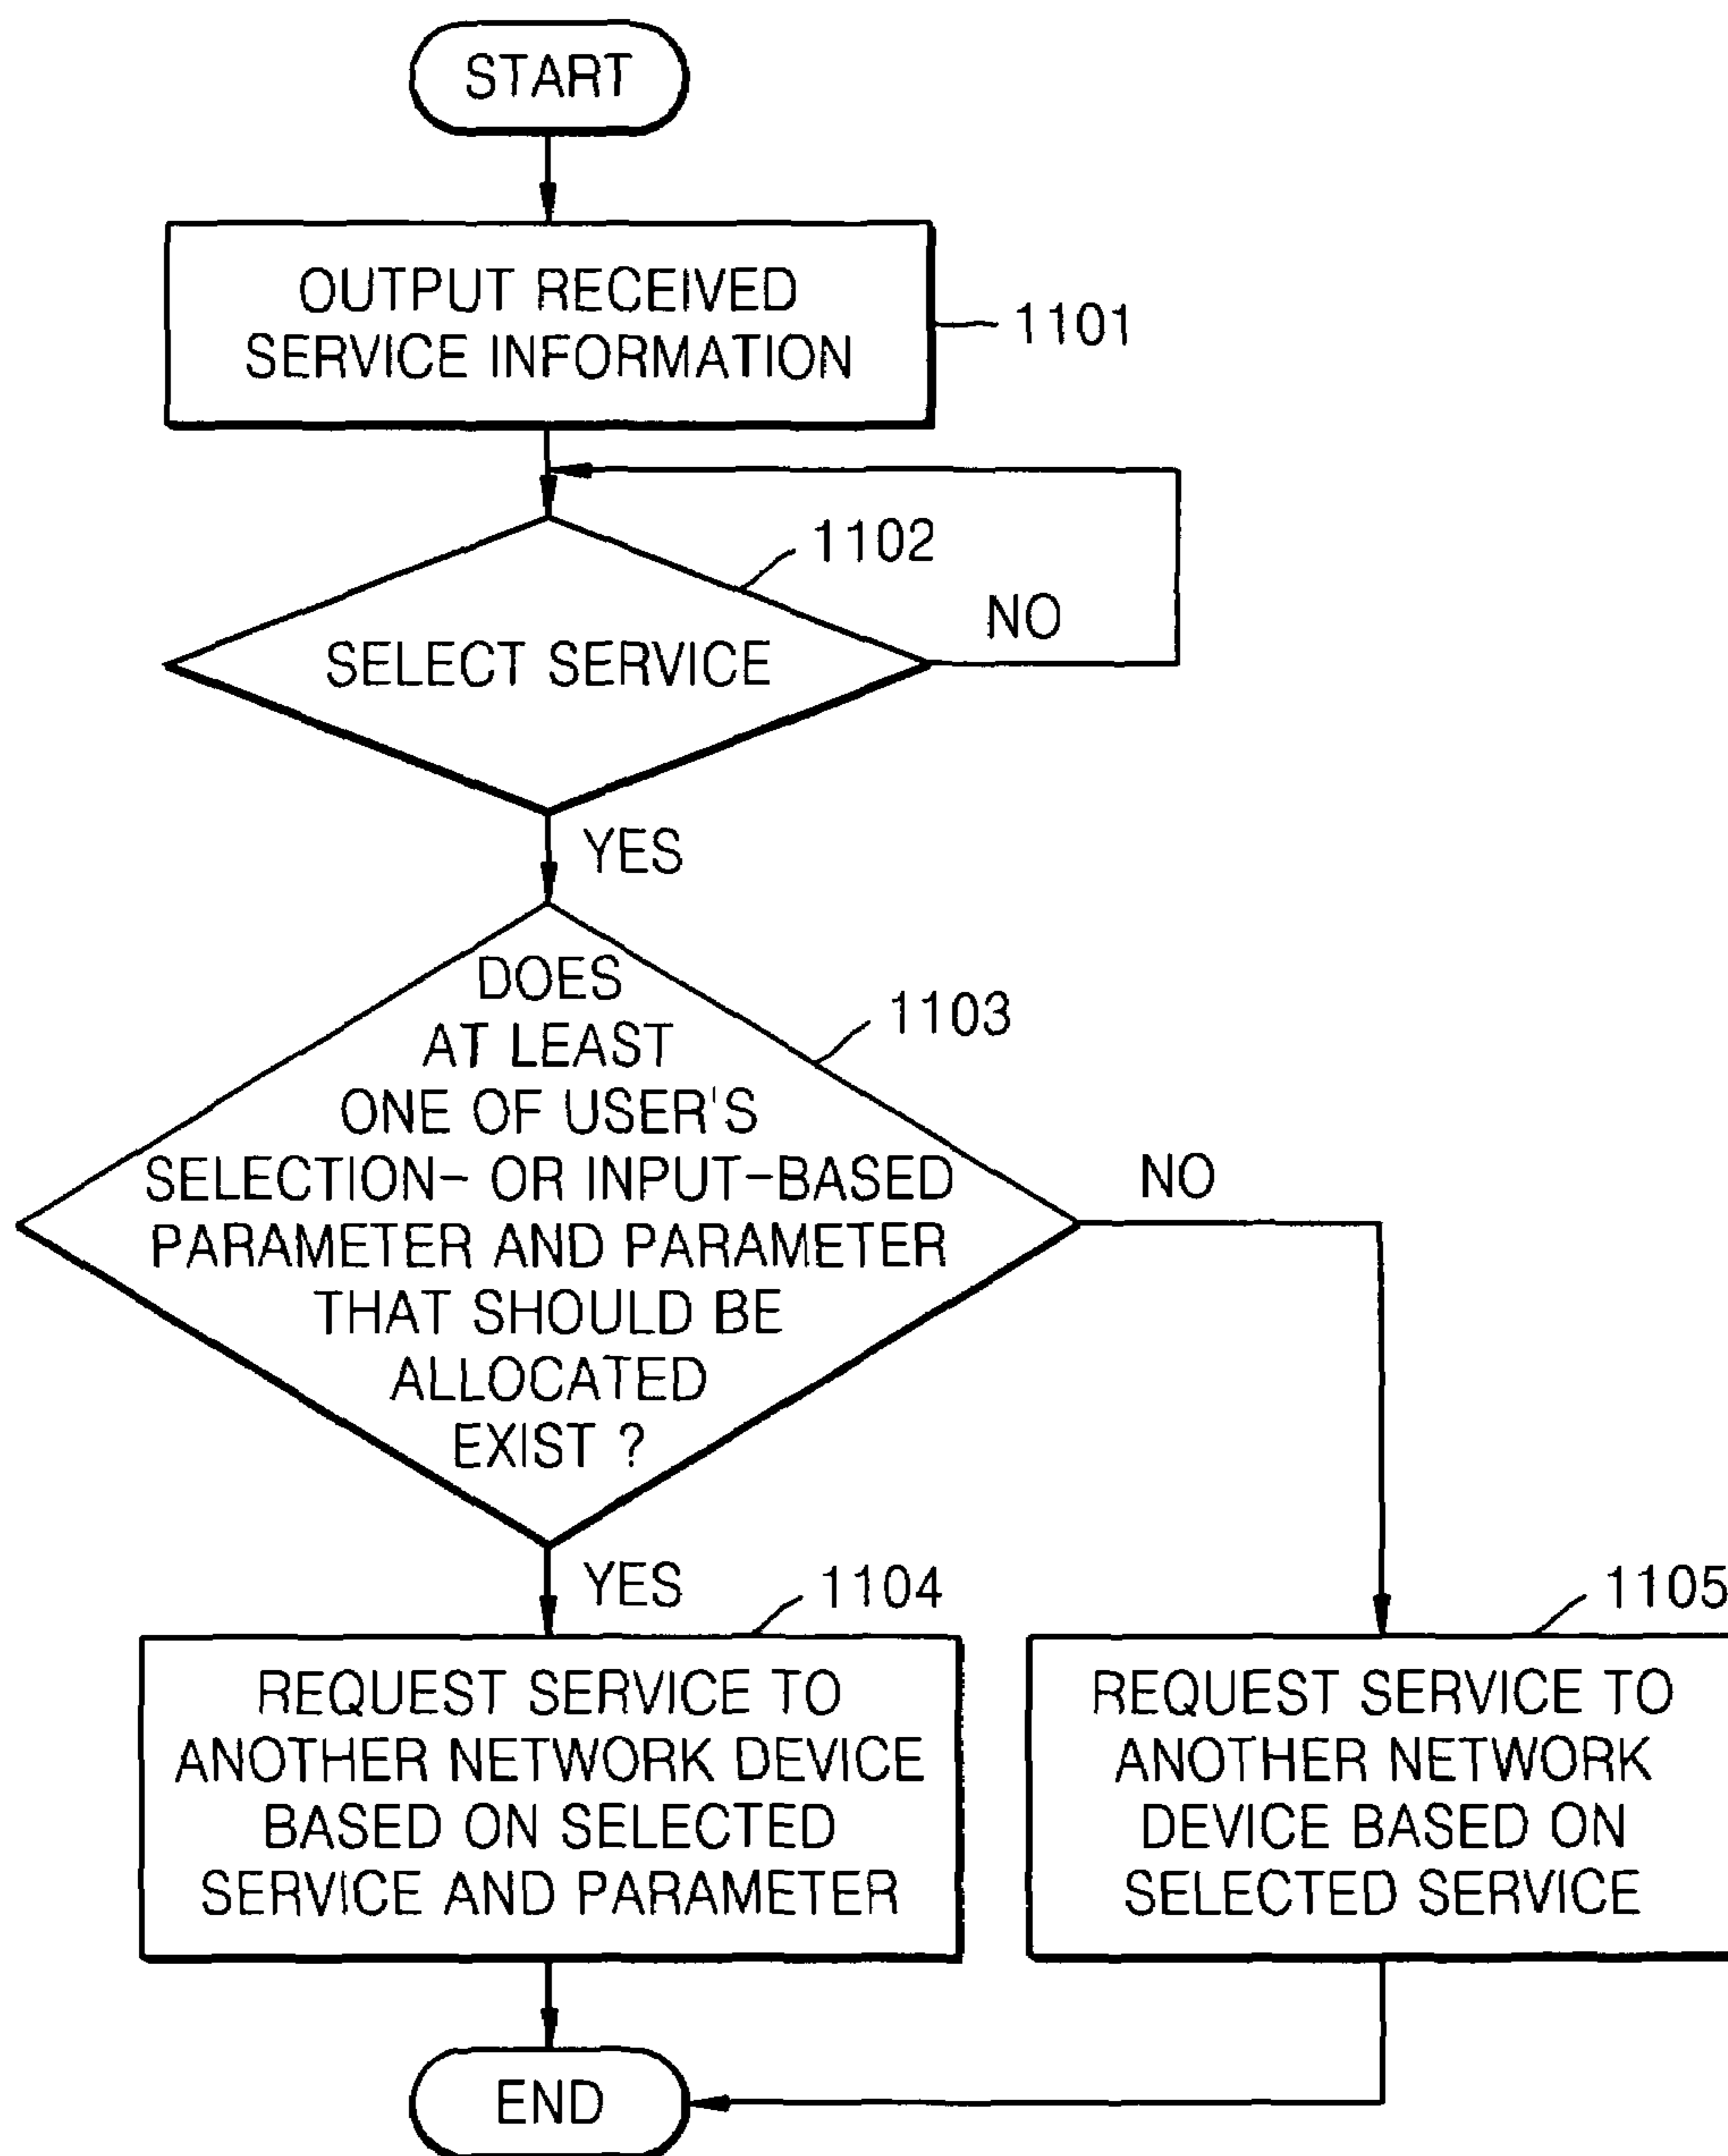 START
OUTPUT RECEIVED
SERVICE INFORMATION
1101
1102
SELECT SERVICE
NO
YES
DOES
AT LEAST
ONE OF USER'S
SELECTION- OR INPUT-BASED
PARAMETER AND PARAMETER
THAT SHOULD BE
ALLOCATED
EXIST ?
1103
NO
YES
1104
REQUEST SERVICE TO
ANOTHER NETWORK DEVICE
BASED ON SELECTED
SERVICE AND PARAMETER
1105
REQUEST SERVICE TO
ANOTHER NETWORK
DEVICE BASED ON
SELECTED SERVICE
END